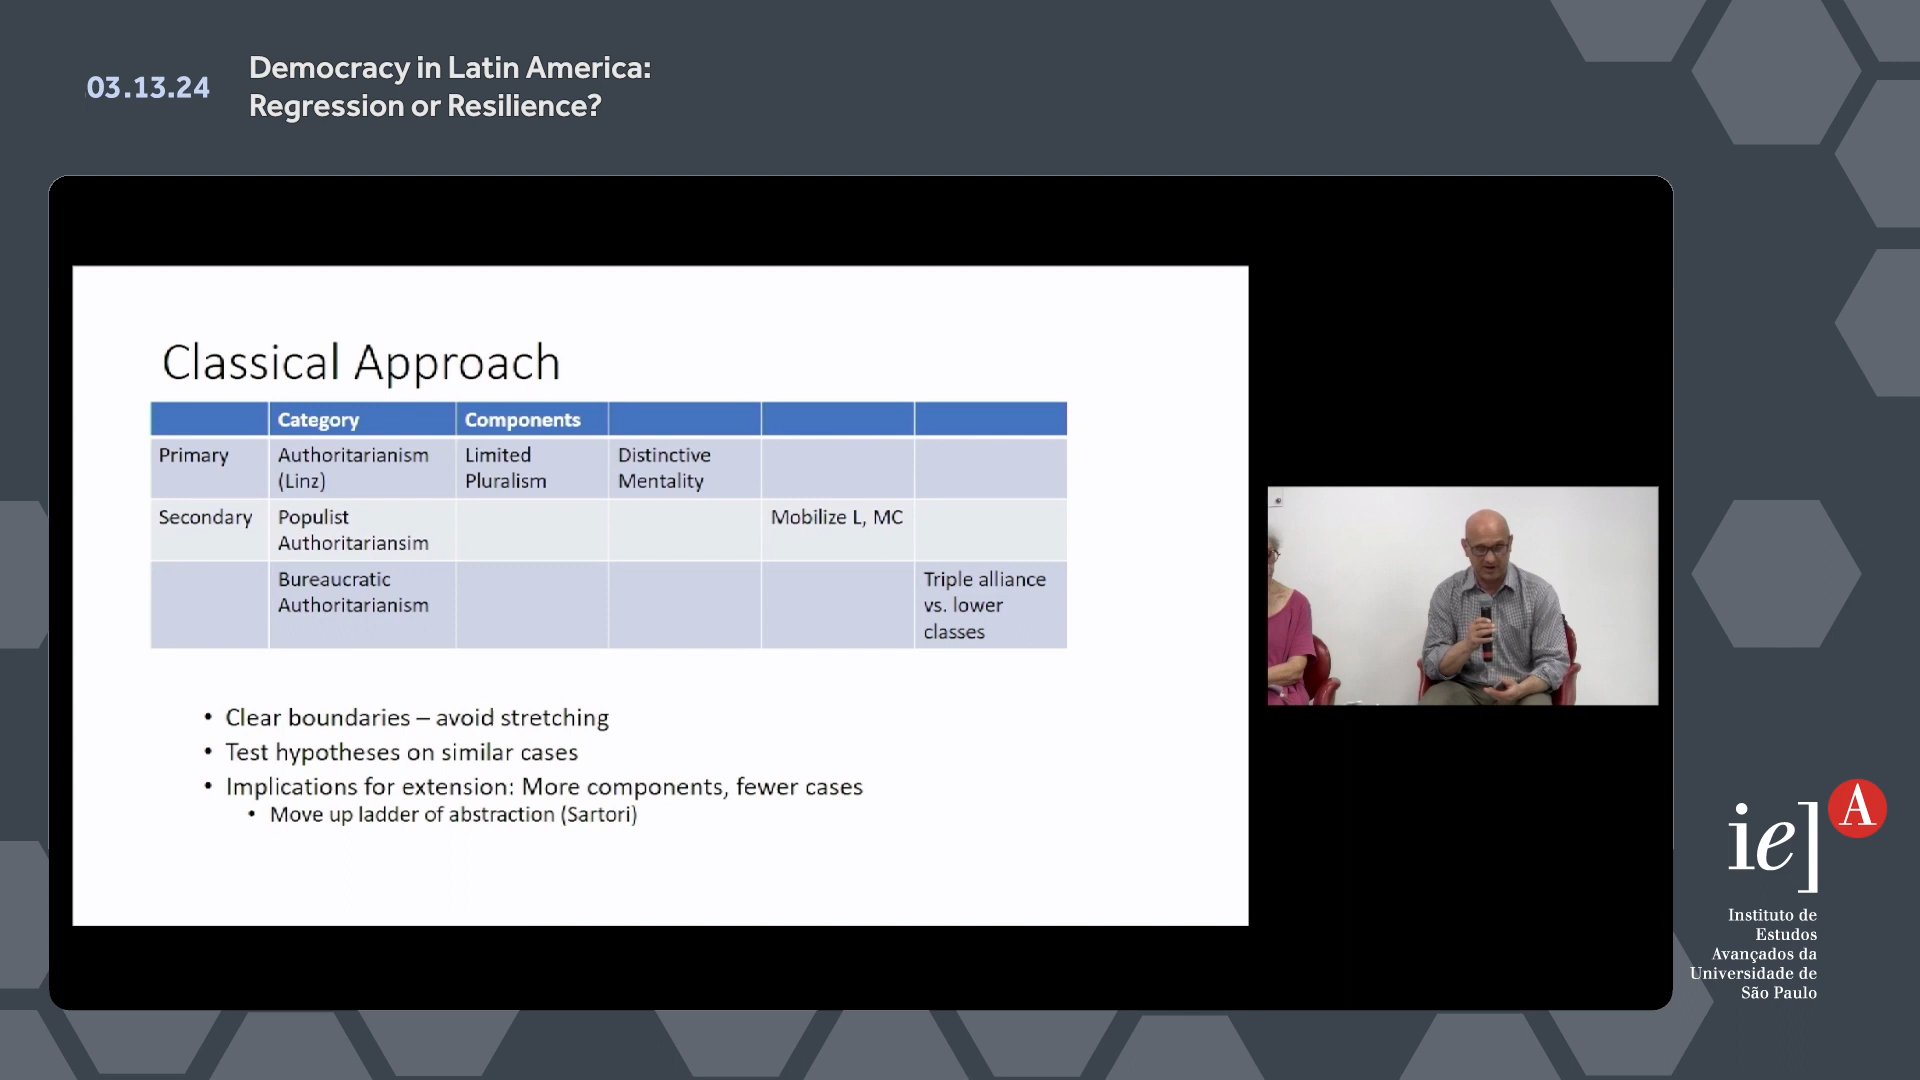 03.13.24
Democracy in Latin America:
Regression or Resilience?
Classical Approach
Category
Components
Primary
Authoritarianism
(Linz)
Limited
Pluralism
Distinctive
Mentality
Secondary
Populist
Authoritariansim
Mobilize L, MC
Bureaucratic
Authoritarianism
Triple alliance
vs. lower
classes
• Clear boundaries – avoid stretching
• Test hypotheses on similar cases
• Implications for extension: More components, fewer cases
• Move up ladder of abstraction (Sartori)
ie] A
Instituto de
Estudos
Avançados da
Universidade de
São Paulo